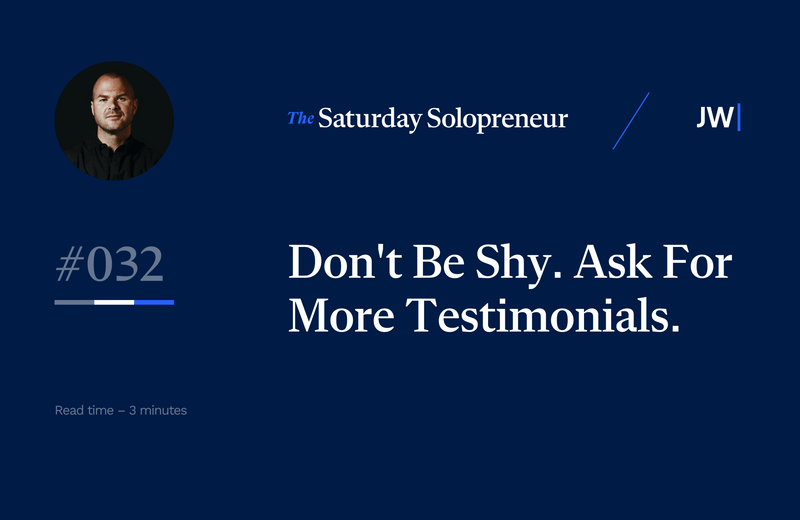 The Saturday Solopreneur
JW
#032
Don't Be Shy. Ask For
More Testimonials.
Read time – 3 minutes